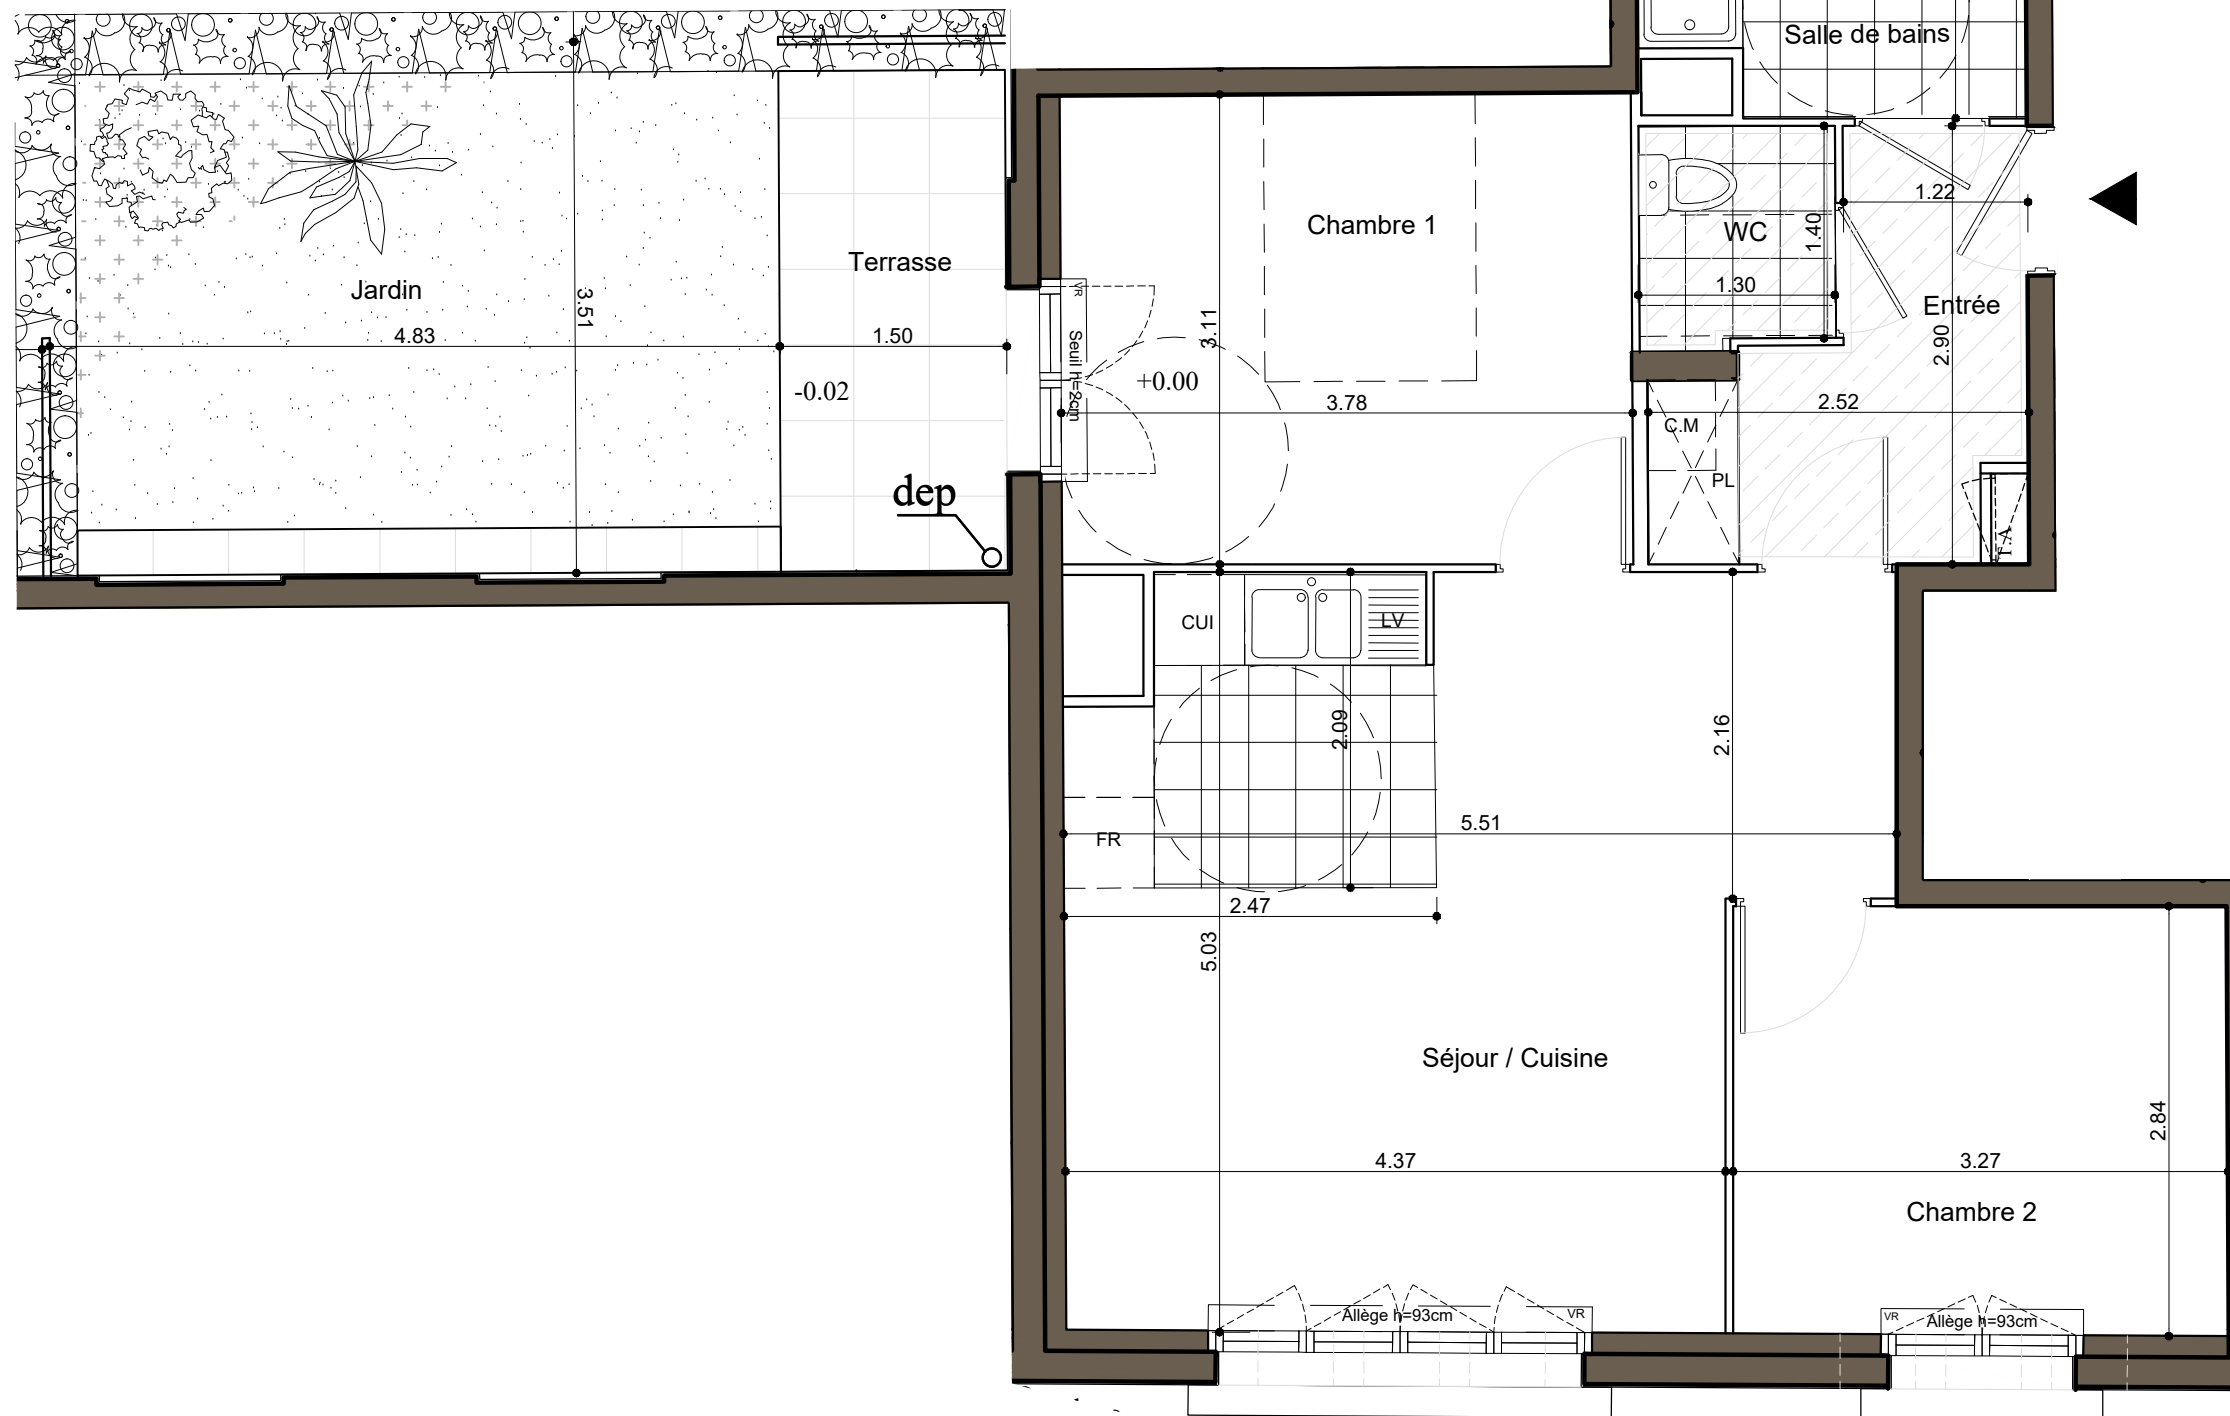 Salle de bains
1.22
Chambre 1
WC
1.40
1.30
Entrée
2.90
Terrasse
Jardin
3.51
4.83
1.50
-0.02
VR
Seuil h=2cm
3.11
+0.00
3.78
2.52
C.M
PL
T.A
dep
CUI
LV
2.09
2.16
5.51
FR
2.47
5.03
Séjour / Cuisine
2.84
4.37
3.27
Chambre 2
Allège h=93cm
VR
VR
Allège h=93cm